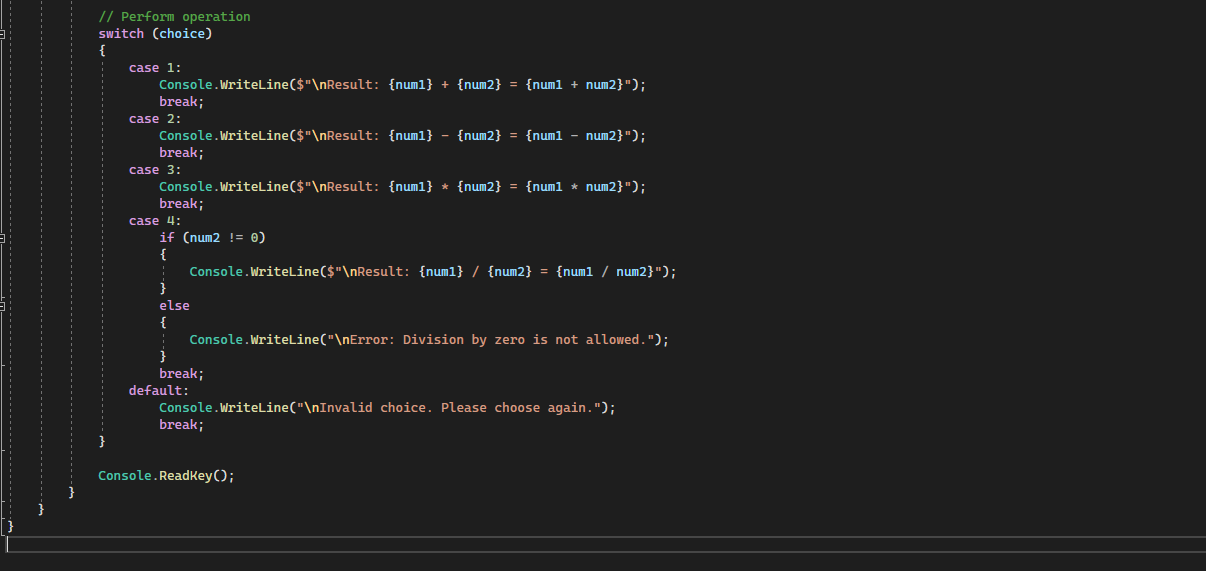 // Perform operation
switch (choice)
{
case 1:
Console.WriteLine($"\nResult: {num1} + {num2} = {num1 + num2}");
break;
case 2:
Console.WriteLine($"\nResult: {num1} - {num2} = {num1 - num2}");
break;
case 3:
Console.WriteLine($"\nResult: {num1} * {num2} = {num1 * num2}");
break;
case 4:
if (num2 != 0)
{
Console.WriteLine($"\nResult: {num1} / {num2} = {num1 / num2}");
}
else
{
Console.WriteLine("\nError: Division by zero is not allowed.");
}
break;
default:
Console.WriteLine("\nInvalid choice. Please choose again.");
break;
}
Console.ReadKey();
}
}
}